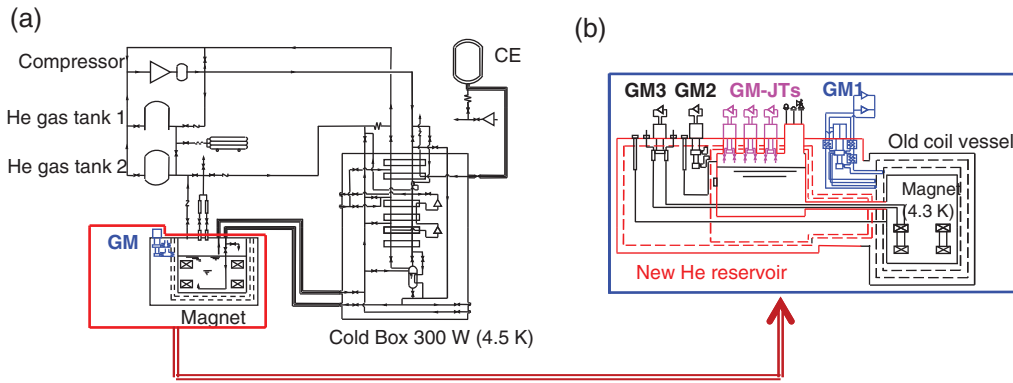 (a)
Compressor
CE
He gas tank 1
He gas tank 2
GM
Magnet
Cold Box 300 W (4.5 K)
(b)
GM3 GM2 GM-JTs GM1
Old coil vessel
Magnet
(4.3 K)
New He reservoir